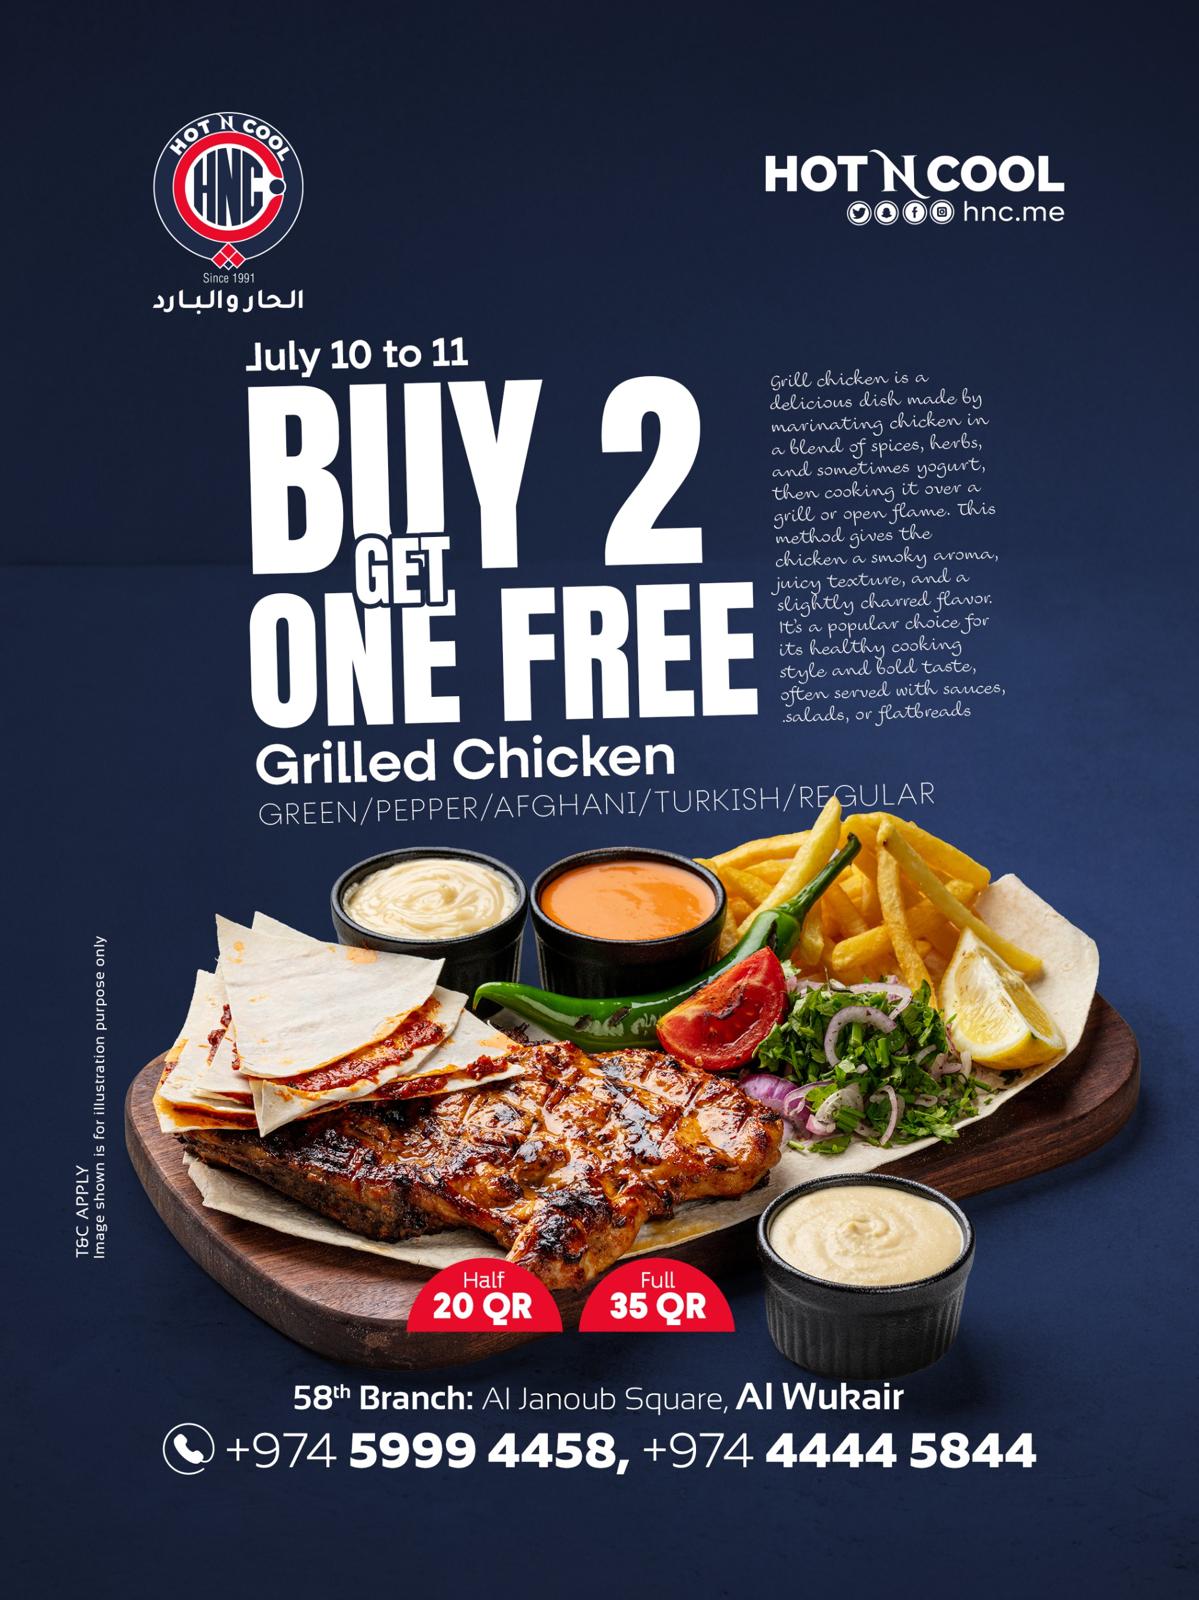 HOT N COOL
HNC
Since 1991
الحار والبارد
HOT N COOL
hnc.me
July 10 to 11
BUY 2
GET
ONE FREE
Grilled Chicken
GREEN/PEPPER/AFGHANI/TURKISH/REGULAR
Grill chicken is a
delicious dish made by
marinating chicken in
a blend of spices, herbs,
and sometimes yogurt,
then cooking it over a
grill or open flame. This
method gives the
chicken a smoky aroma,
juicy texture, and a
slightly charred flavor.
It's a popular choice for
its healthy cooking
style and bold taste,
often served with sauces,
.salads, or flatbreads
T&C APPLY
Image shown is for illustration purpose only
Half
20 QR
Full
35 QR
58th Branch: Al Janoub Square, Al Wukair
+974 5999 4458, +974 4444 5844